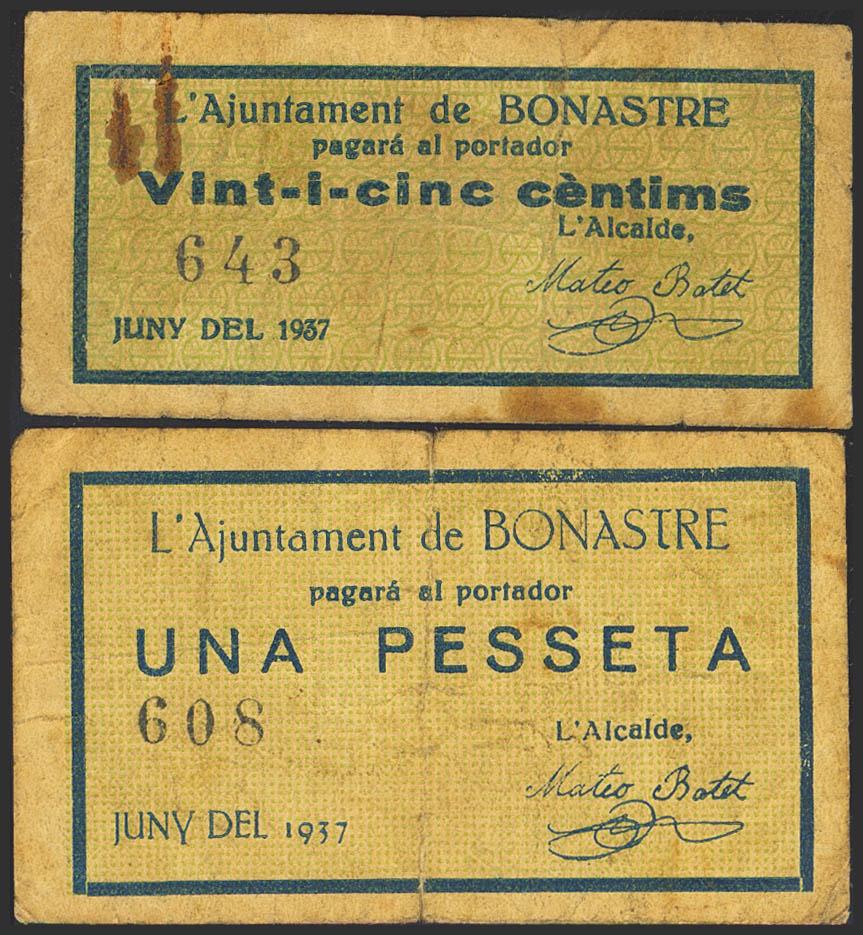 L'Ajuntament de BONASTRE
pagará al portador
Vint-i-cinc cèntims
L'Alcalde,
643
Mateo Batet
JUNY DEL 1937
L'Ajuntament de BONASTRE
pagará al portador
UNA PESSETA
608
L'Alcalde,
Mateo Batet
JUNY DEL 1937